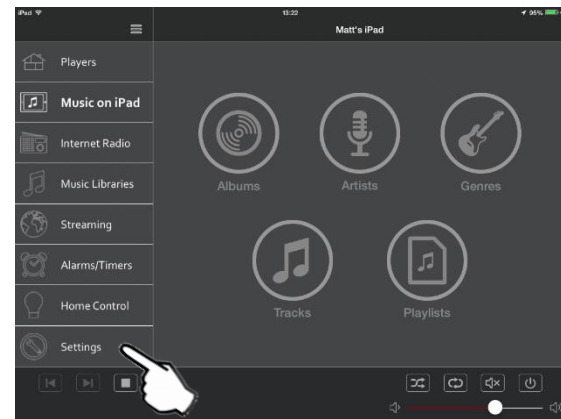 iPad 13:22 95%
Matt's iPad
Players
Music on iPad
Internet Radio
Music Libraries
Streaming
Alarms/Timers
Home Control
Settings
Albums Artists Genres
Tracks Playlists